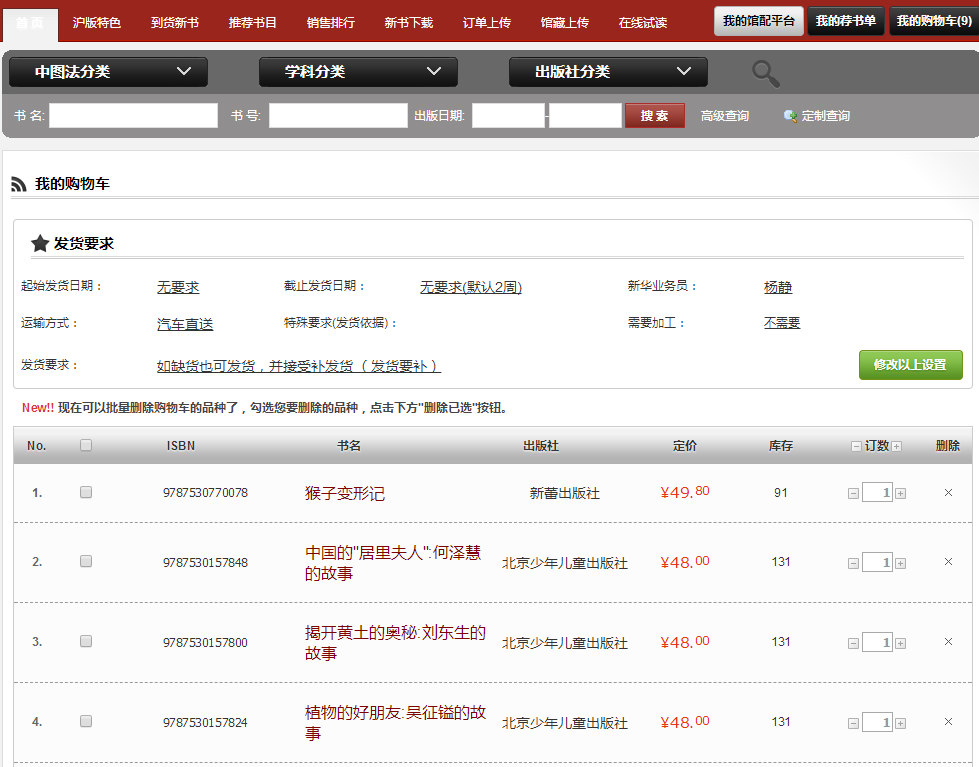 首 页 沪版特色 到货新书 推荐书目 销售排行 新书下载 订单上传 馆藏上传 在线试读 我的馆配平台 我的荐书单 我的购物车(9)
中图法分类 学科分类 出版社分类
书 名: 书 号: 出版日期: - 搜 索 高级查询 定制查询
我的购物车
发货要求
起始发货日期： 无要求 截止发货日期： 无要求(默认2周) 新华业务员： 杨静
运输方式： 汽车直送 特殊要求(发货依据)： 需要加工： 不需要
发货要求： 如缺货也可发货，并接受补发货（发货要补） 修改以上设置
New!! 现在可以批量删除购物车的品种了，勾选您要删除的品种，点击下方"删除已选"按钮。
No. ISBN 书名 出版社 定价 库存 订数 删除
1. 9787530770078 猴子变形记 新蕾出版社 ¥49.80 91 1
2. 9787530157848 中国的"居里夫人":何泽慧
的故事 北京少年儿童出版社 ¥48.00 131 1
3. 9787530157800 揭开黄土的奥秘:刘东生的
故事 北京少年儿童出版社 ¥48.00 131 1
4. 9787530157824 植物的好朋友:吴征镒的故
事 北京少年儿童出版社 ¥48.00 131 1